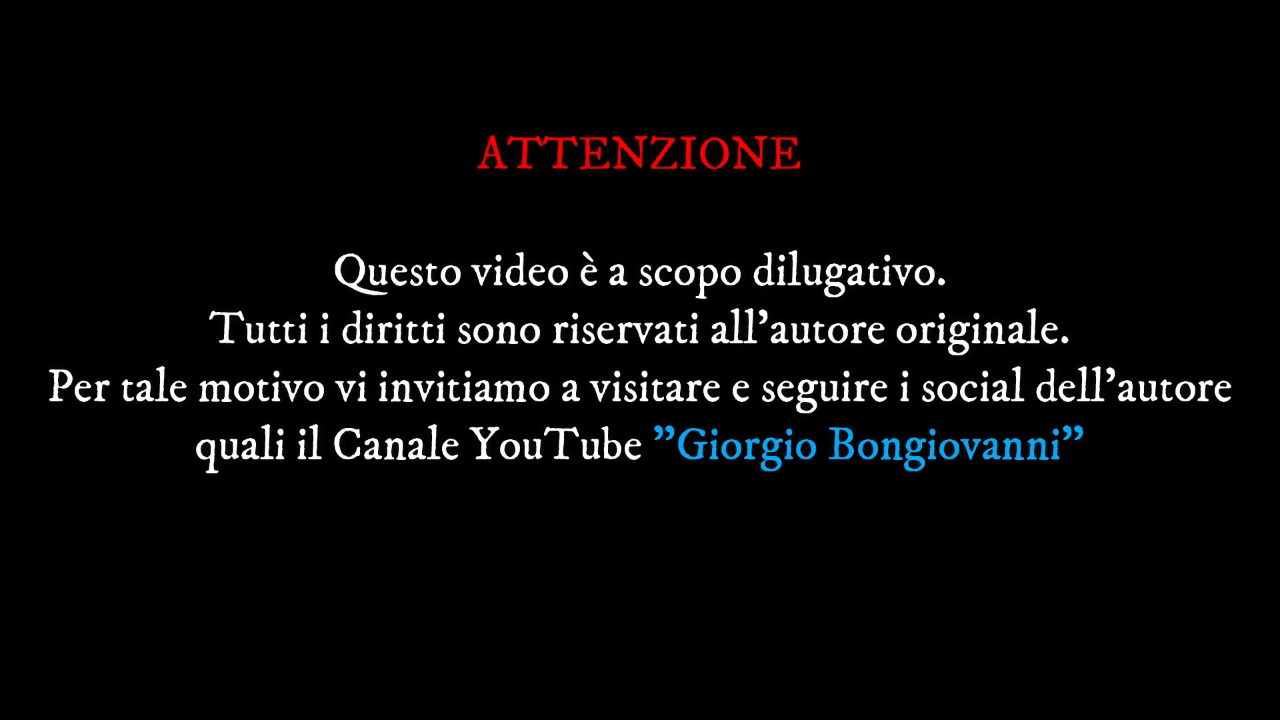 ATTENZIONE
Questo video è a scopo dilugativo.
Tutti i diritti sono riservati all’autore originale.
Per tale motivo vi invitiamo a visitare e seguire i social dell’autore
quali il Canale YouTube ”Giorgio Bongiovanni”